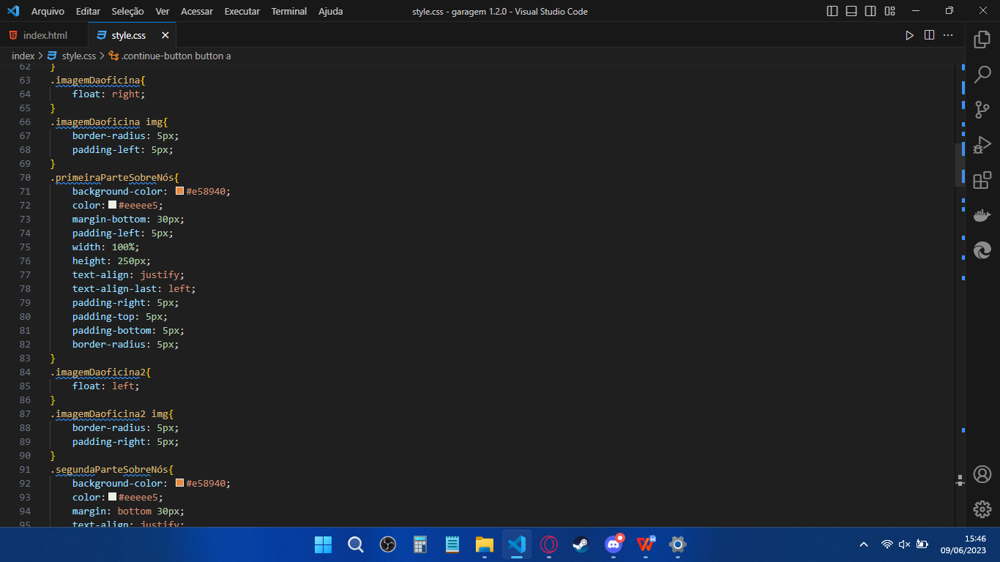 Arquivo Editar Seleção Ver Acessar Executar Terminal Ajuda style.css - garagem 1.2.0 - Visual Studio Code
index.html style.css
index > style.css > .continue-button button a
62 }
63 .imagemDaoficina{
64 float: right;
65 }
66 .imagemDaoficina img{
67 border-radius: 5px;
68 padding-left: 5px;
69 }
70 .primeiraParteSobreNós{
71 background-color: #e58940;
72 color: #eeeee5;
73 margin-bottom: 30px;
74 padding-left: 5px;
75 width: 100%;
76 height: 250px;
77 text-align: justify;
78 text-align-last: left;
79 padding-right: 5px;
80 padding-top: 5px;
81 padding-bottom: 5px;
82 border-radius: 5px;
83 }
84 .imagemDaoficina2{
85 float: left;
86 }
87 .imagemDaoficina2 img{
88 border-radius: 5px;
89 padding-right: 5px;
90 }
91 .segundaParteSobreNós{
92 background-color: #e58940;
93 color: #eeeee5;
94 margin: bottom 30px;
95 text-align: justify;
15:46
09/06/2023